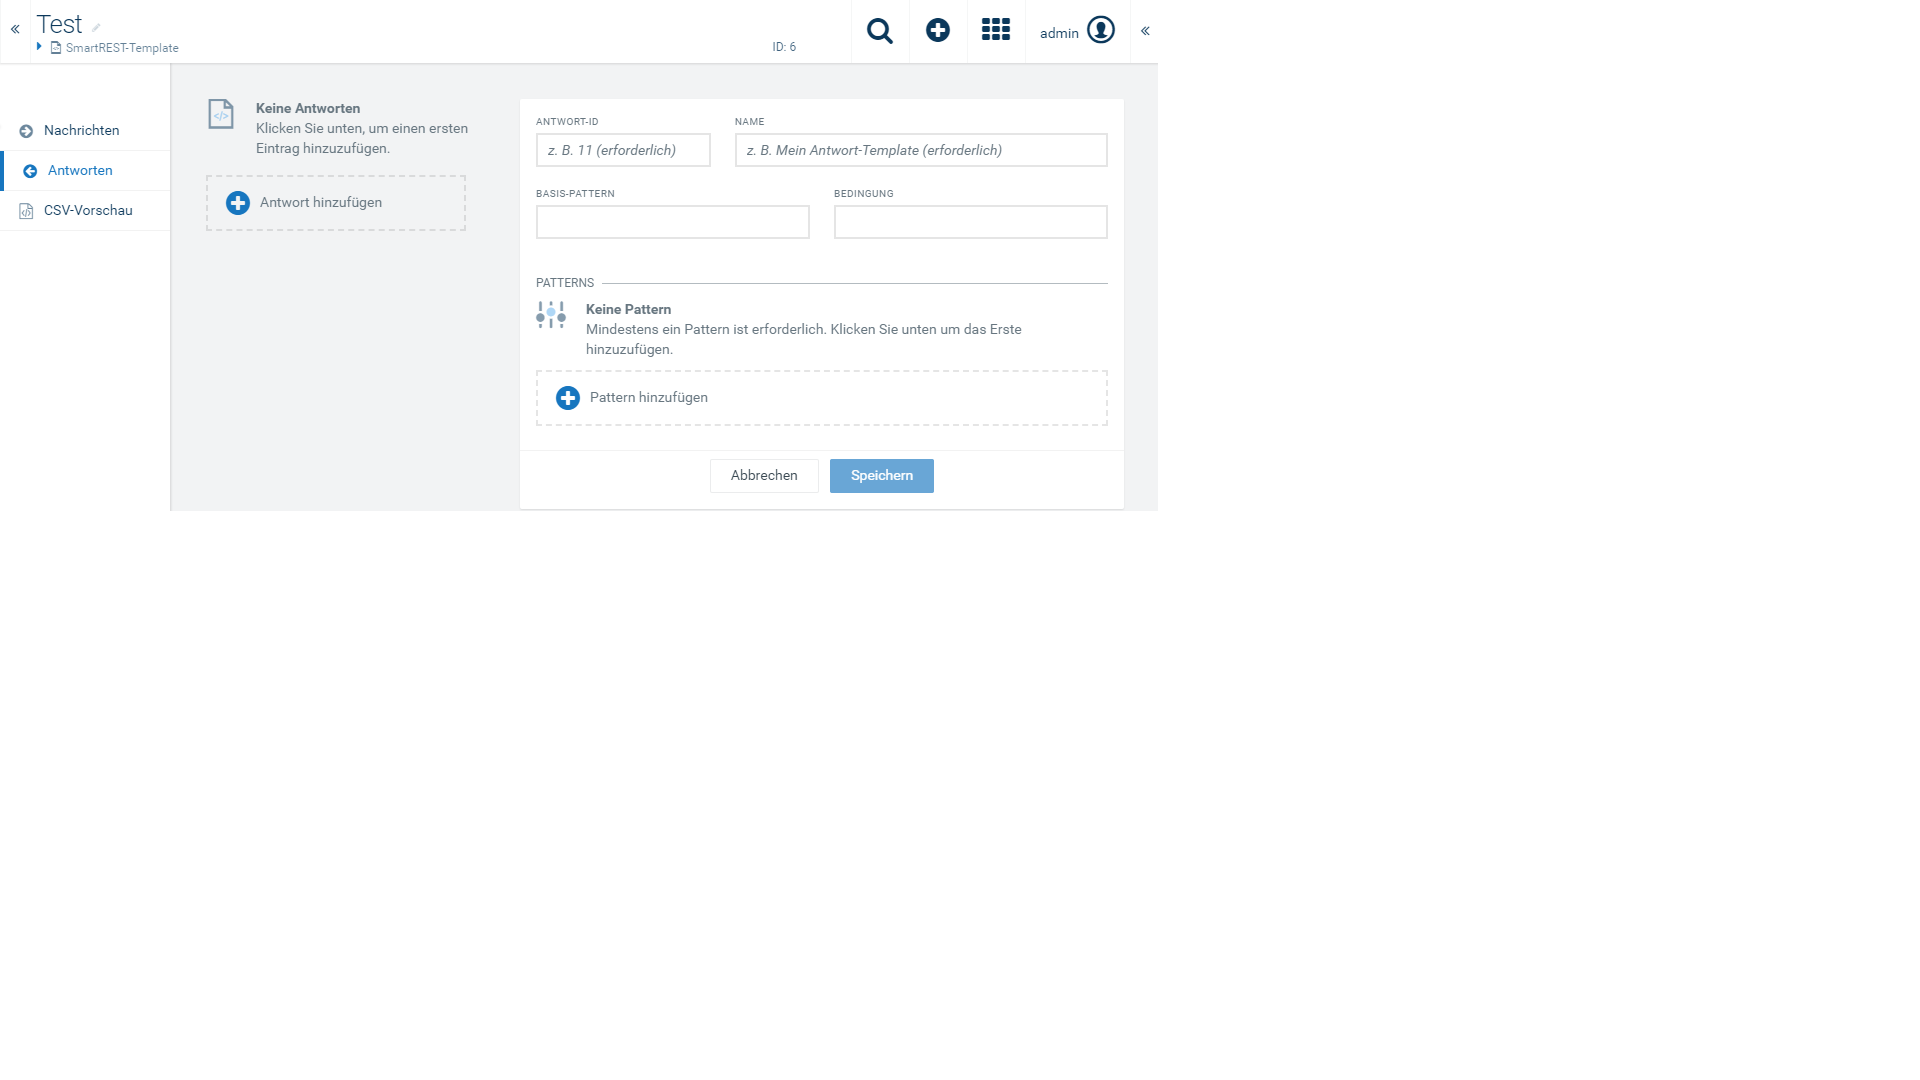 Test
SmartREST-Template
ID: 6
admin
Nachrichten
Antworten
CSV-Vorschau
Keine Antworten
Klicken Sie unten, um einen ersten
Eintrag hinzuzufügen.
Antwort hinzufügen
ANTWORT-ID
NAME
z. B. 11 (erforderlich)
z. B. Mein Antwort-Template (erforderlich)
BASIS-PATTERN
BEDINGUNG
PATTERNS
Keine Pattern
Mindestens ein Pattern ist erforderlich. Klicken Sie unten um das Erste
hinzuzufügen.
Pattern hinzufügen
Abbrechen
Speichern